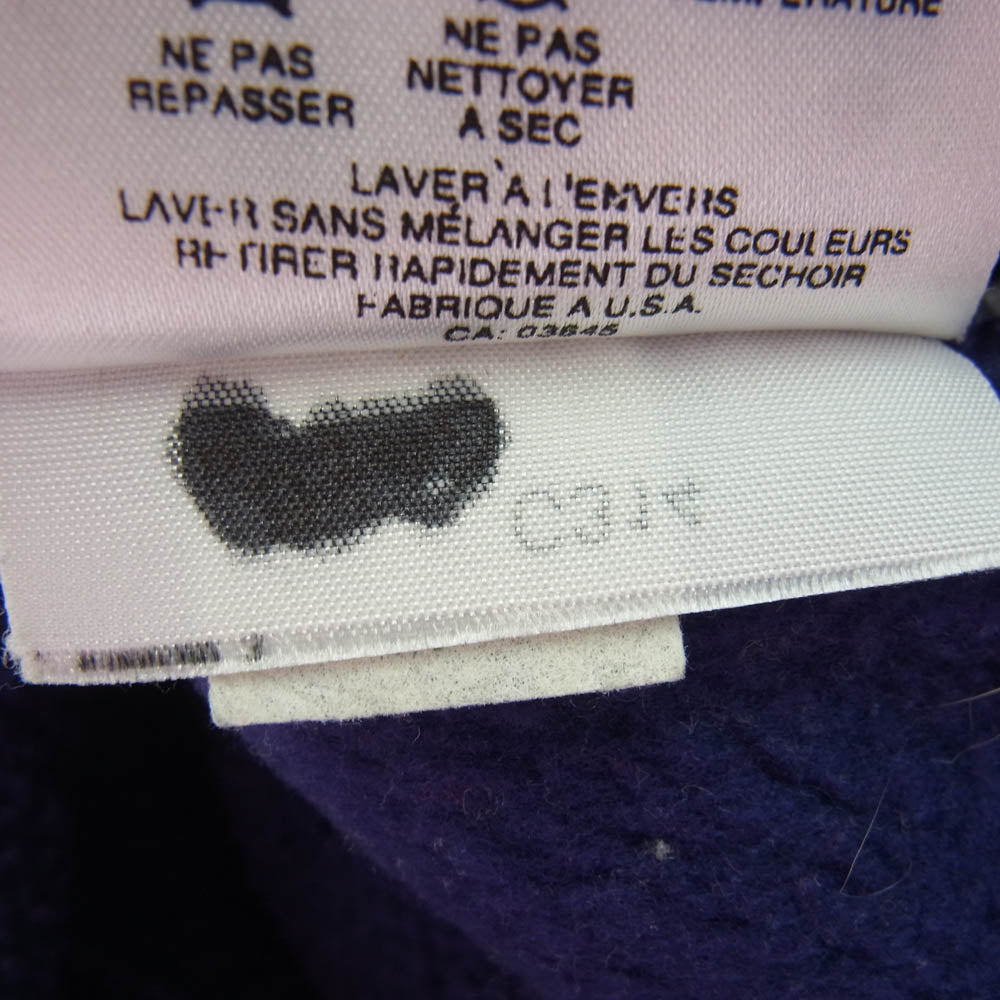 TEMPÉRATURE
NE PAS
REPASSER
NE PAS
NETTOYER
A SEC
LAVER À L'ENVERS
LAVER SANS MÉLANGER LES COULEURS
RETIRER RAPIDEMENT DU SECHOIR
FABRIQUE A U.S.A.
CA: 03645